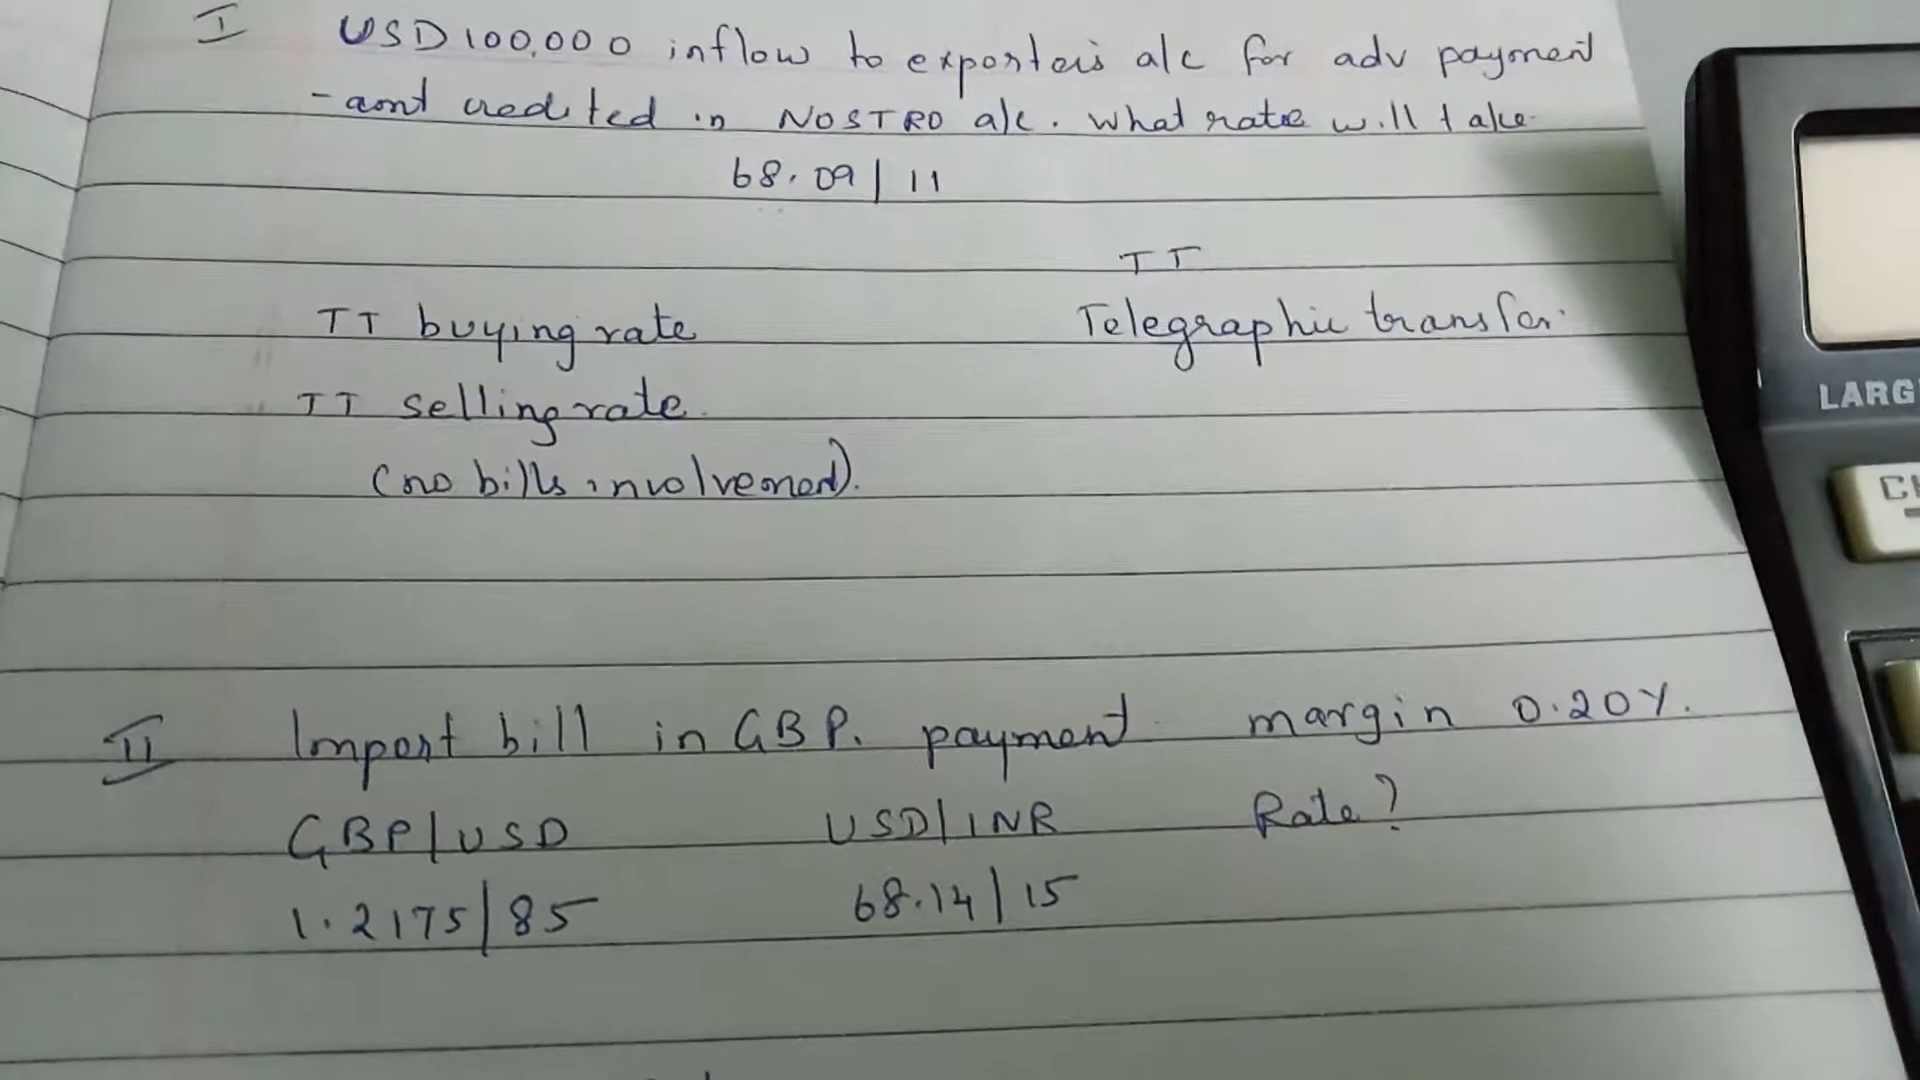 I USD 100,000 inflow to exporter's a/c for adv payment
- amt credited in NOSTRO a/c. What rate will take
68.09 | 11
TT
TT buying rate Telegraphic transfer.
TT selling rate.
(no bills involvement).
II Import bill in GBP. payment margin 0.20%.
GBP/USD USD/INR Rate?
1.2175/85 68.14/15
LARG
CH